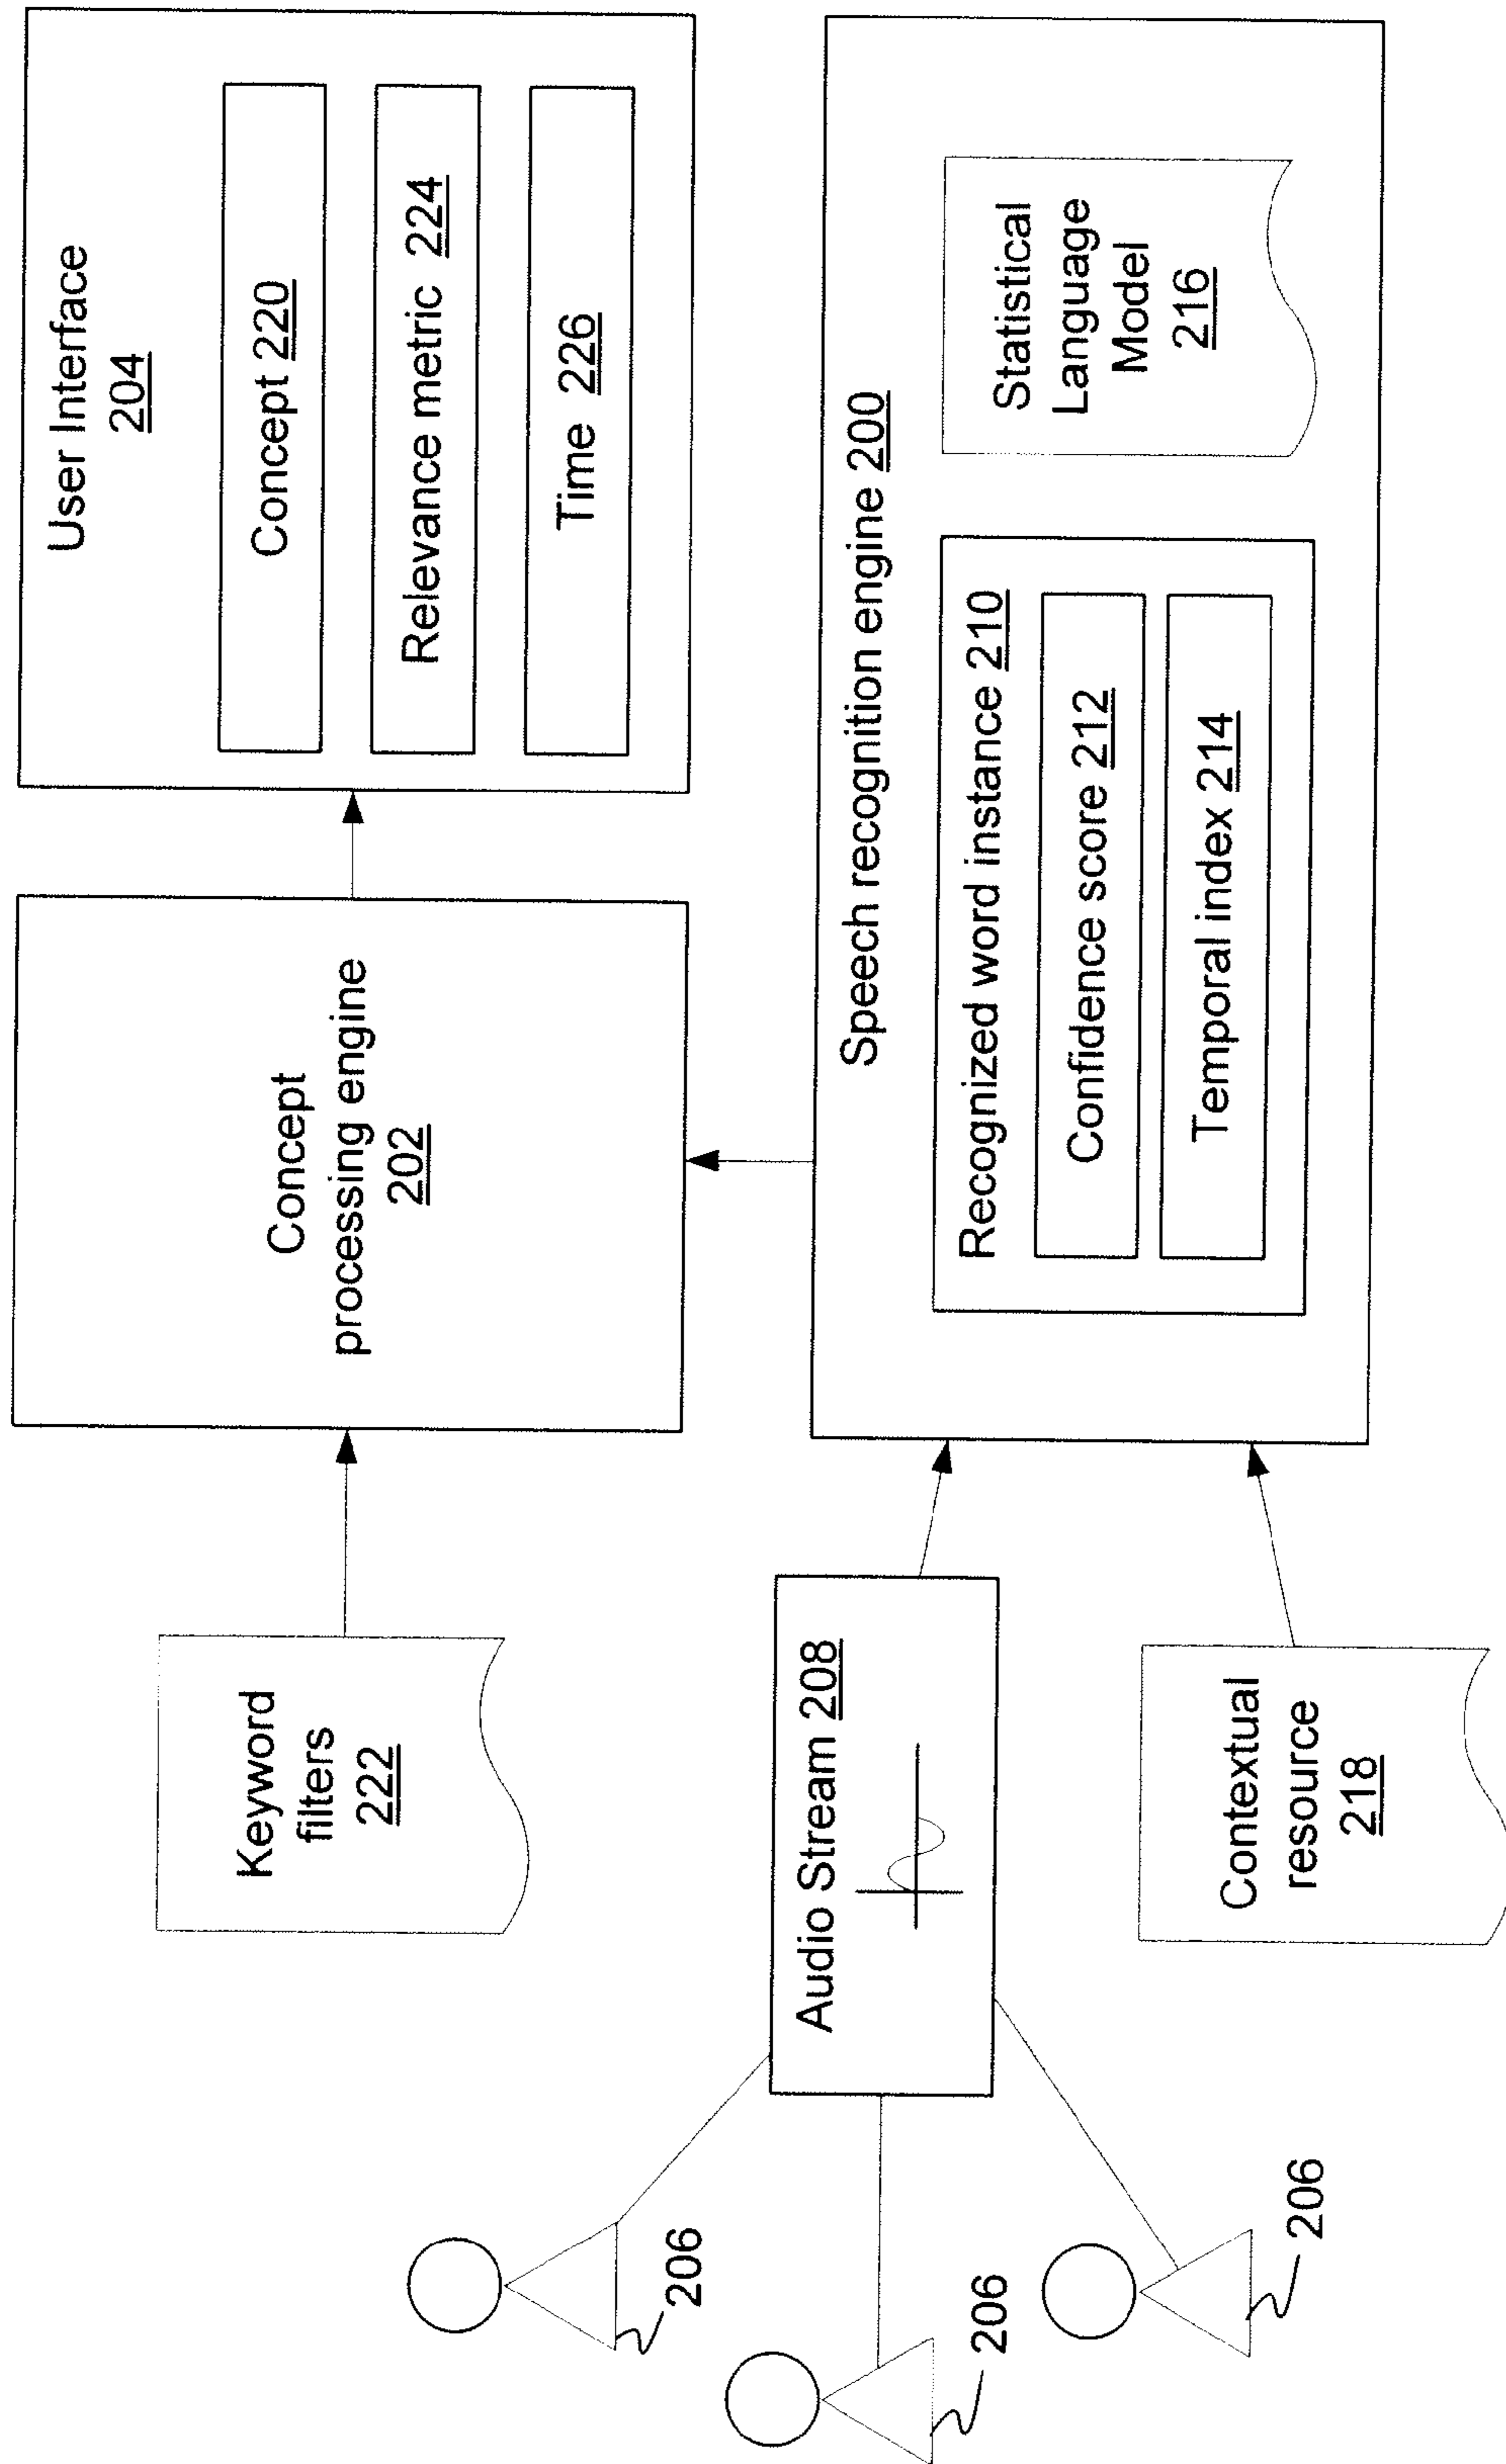 Keyword
filters
222
Concept
processing engine
202
User Interface
204
Concept 220
Relevance metric 224
Time 226
206
206
206
Audio Stream 208
Contextual
resource
218
Speech recognition engine 200
Recognized word instance 210
Confidence score 212
Temporal index 214
Statistical
Language
Model
216